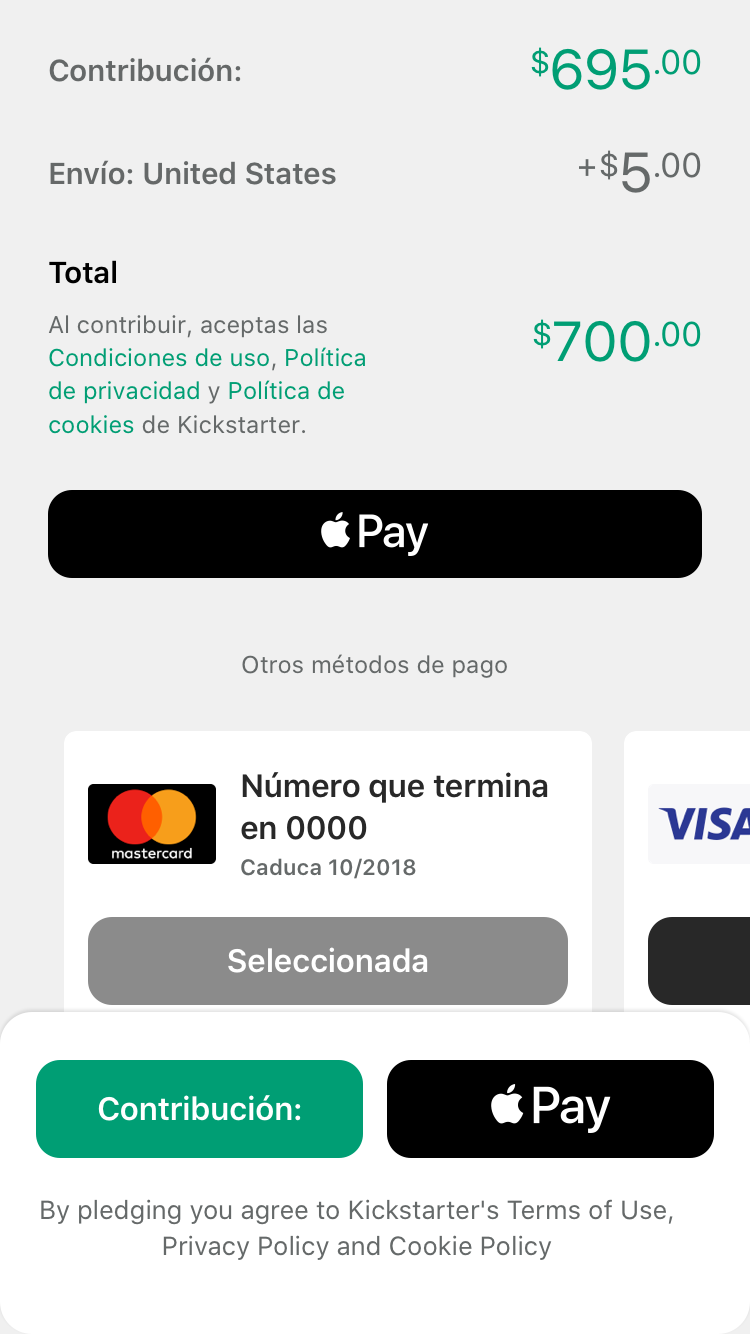 Contribución:
$695.00
Envío: United States
+$5.00
Total
Al contribuir, aceptas las
Condiciones de uso, Política
de privacidad y Política de
cookies de Kickstarter.
$700.00
Pay
Otros métodos de pago
mastercard
Número que termina
en 0000
Caduca 10/2018
Seleccionada
VISA
Contribución:
Pay
By pledging you agree to Kickstarter's Terms of Use,
Privacy Policy and Cookie Policy